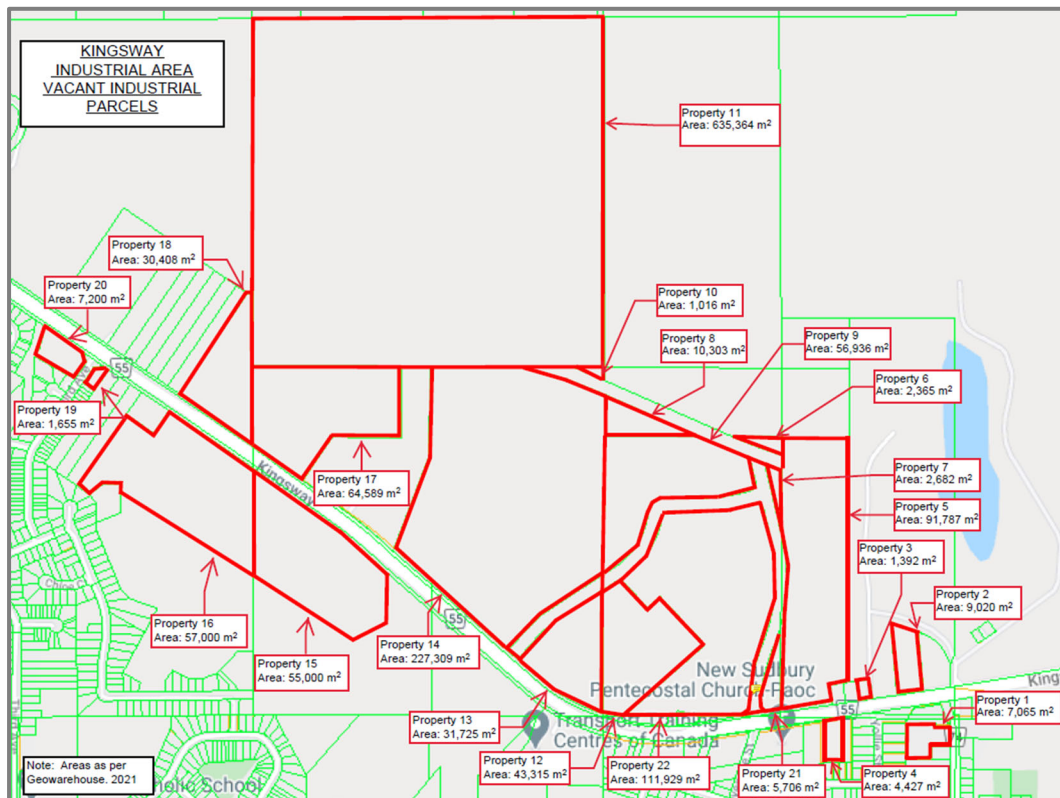 KINGSWAY
INDUSTRIAL AREA
VACANT INDUSTRIAL
PARCELS
Property 11
Area: 635,364 m²
Property 18
Area: 30,408 m²
Property 20
Area: 7,200 m²
Property 10
Area: 1,016 m²
Property 8
Area: 10,303 m²
Property 9
Area: 56,936 m²
55
Property 6
Area: 2,365 m²
Property 19
Area: 1,655 m²
Kingsway
Property 17
Area: 64,589 m²
Property 7
Area: 2,682 m²
Property 5
Area: 91,787 m²
Property 3
Area: 1,392 m²
Property 2
Area: 9,020 m²
Property 16
Area: 57,000 m²
55
Property 15
Area: 55,000 m²
Property 14
Area: 227,309 m²
New Sudbury
Pentecostal Church-Paoc
Property 1
Area: 7,065 m²
55
Property 13
Area: 31,725 m²
Transport Training
Centres of Canada
Property 12
Area: 43,315 m²
Property 22
Area: 111,929 m²
Property 21
Area: 5,706 m²
Property 4
Area: 4,427 m²
Note: Areas as per
Geowarehouse. 2021
School